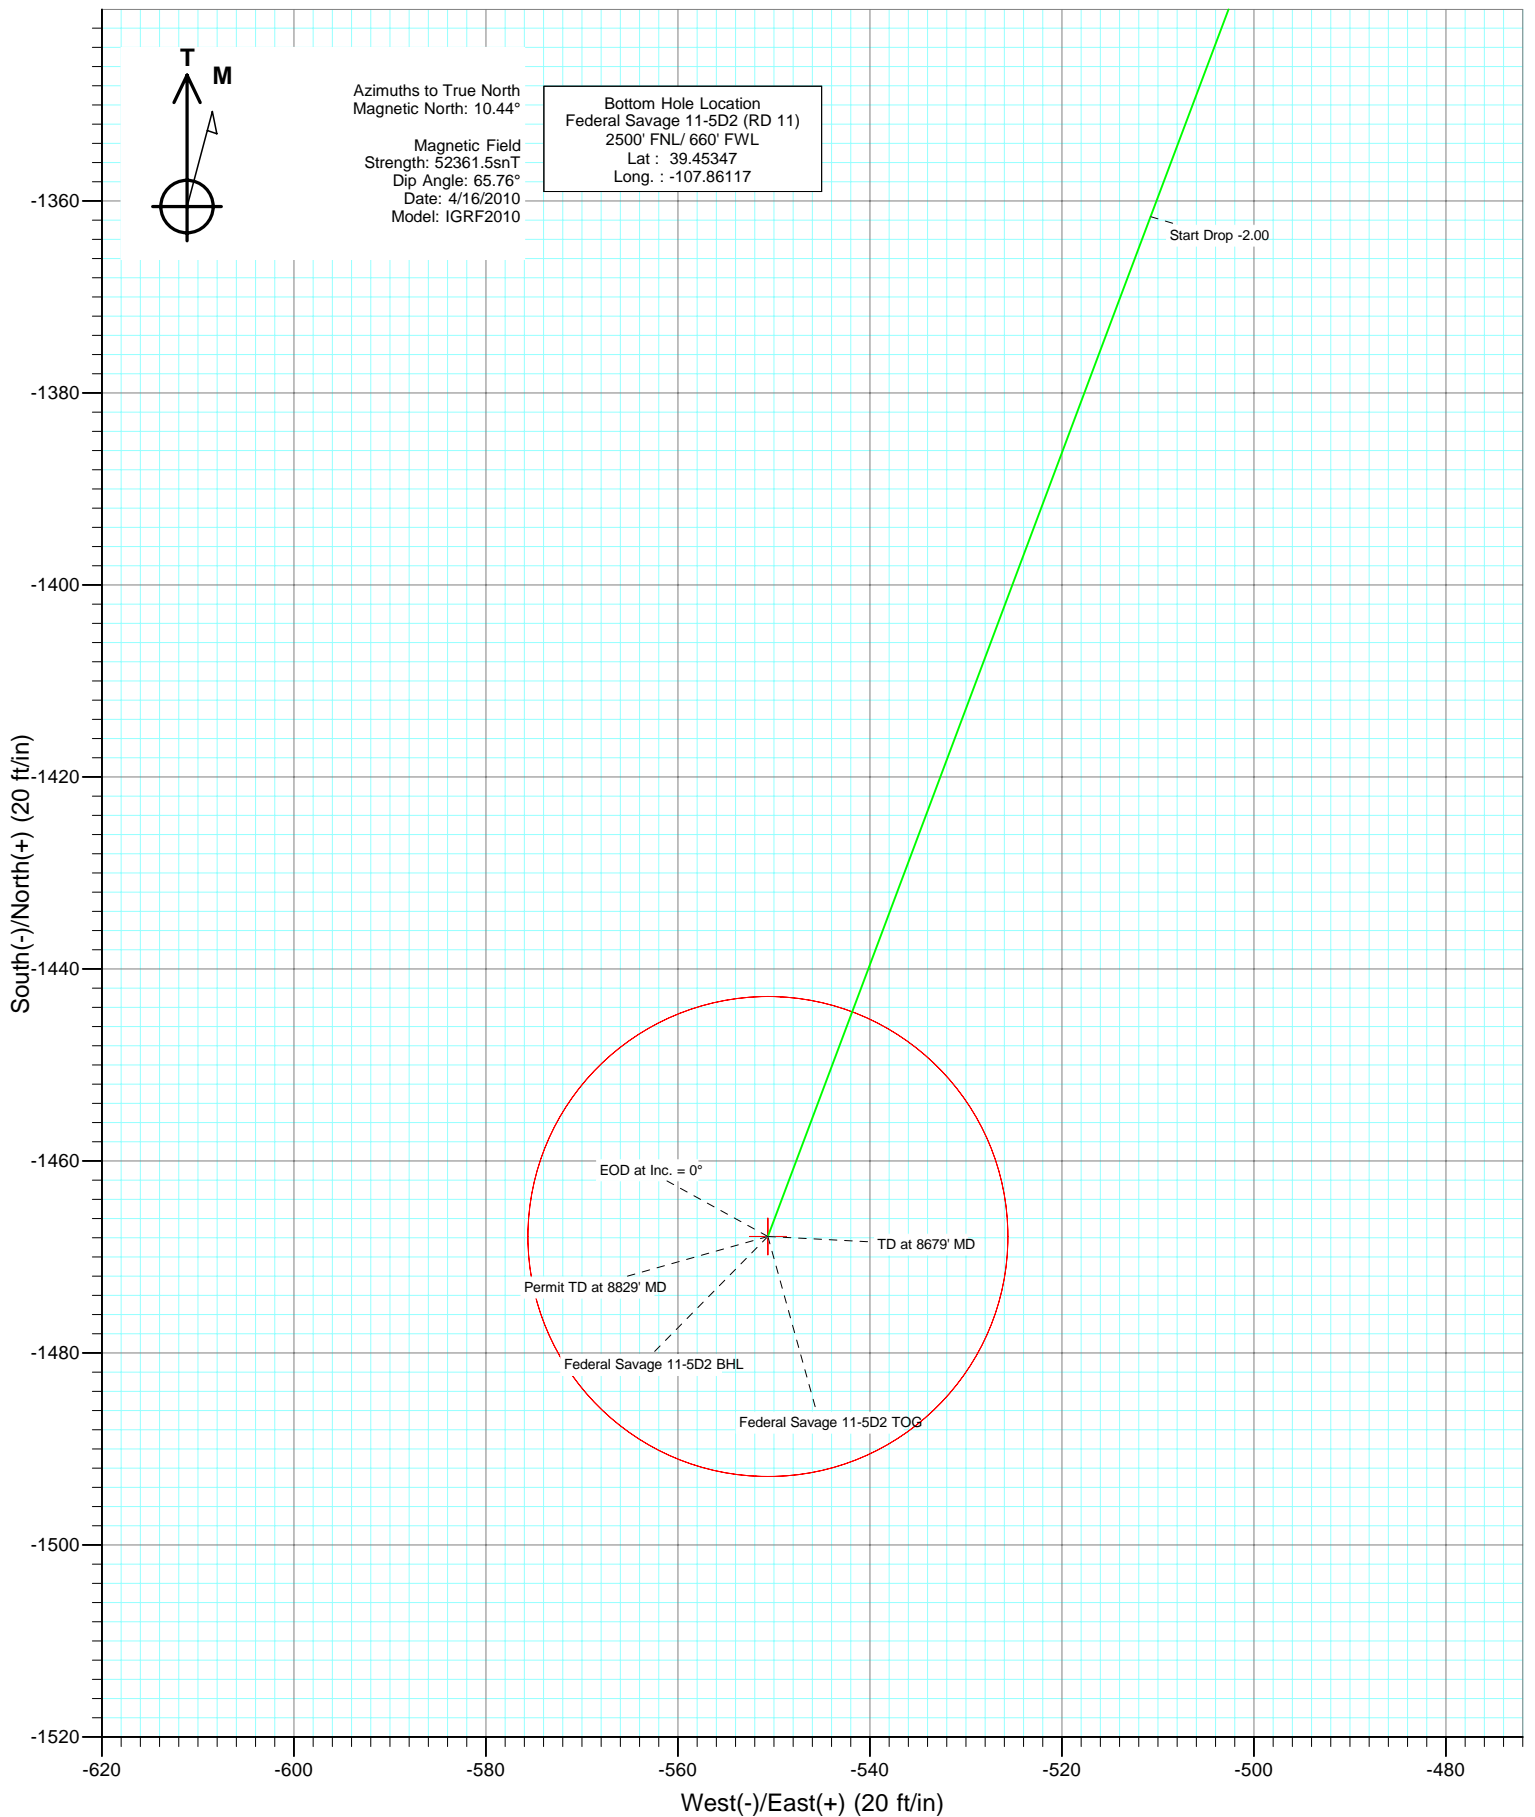 T
M
Azimuths to True North
Magnetic North: 10.44°
Magnetic Field
Strength: 52361.5snT
Dip Angle: 65.76°
Date: 4/16/2010
Model: IGRF2010
Bottom Hole Location
Federal Savage 11-5D2 (RD 11)
2500' FNL/ 660' FWL
Lat : 39.45347
Long. : -107.86117
-1360
Start Drop -2.00
-1380
-1400
South(-)/North(+) (20 ft/in)
-1420
-1440
-1460
EOD at Inc. = 0°
TD at 8679' MD
Permit TD at 8829' MD
-1480
Federal Savage 11-5D2 BHL
Federal Savage 11-5D2 TOG
-1500
-1520
-620 -600 -580 -560 -540 -520 -500 -480
West(-)/East(+) (20 ft/in)